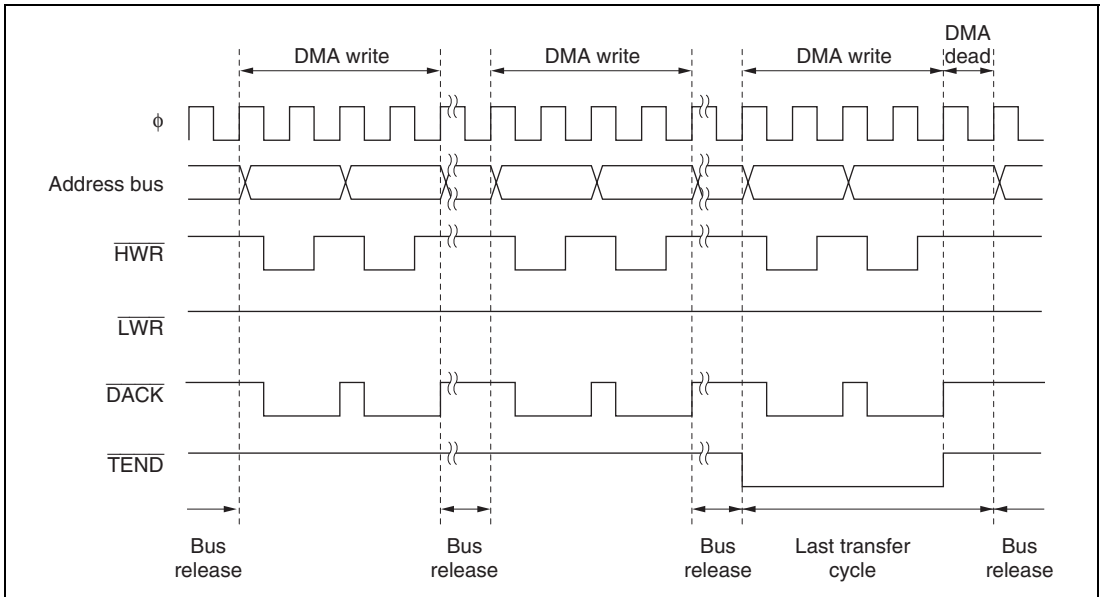 DMA write
DMA write
DMA write
DMA
dead
φ
Address bus
HWR
LWR
DACK
TEND
Bus
release
Bus
release
Bus
release
Last transfer
cycle
Bus
release